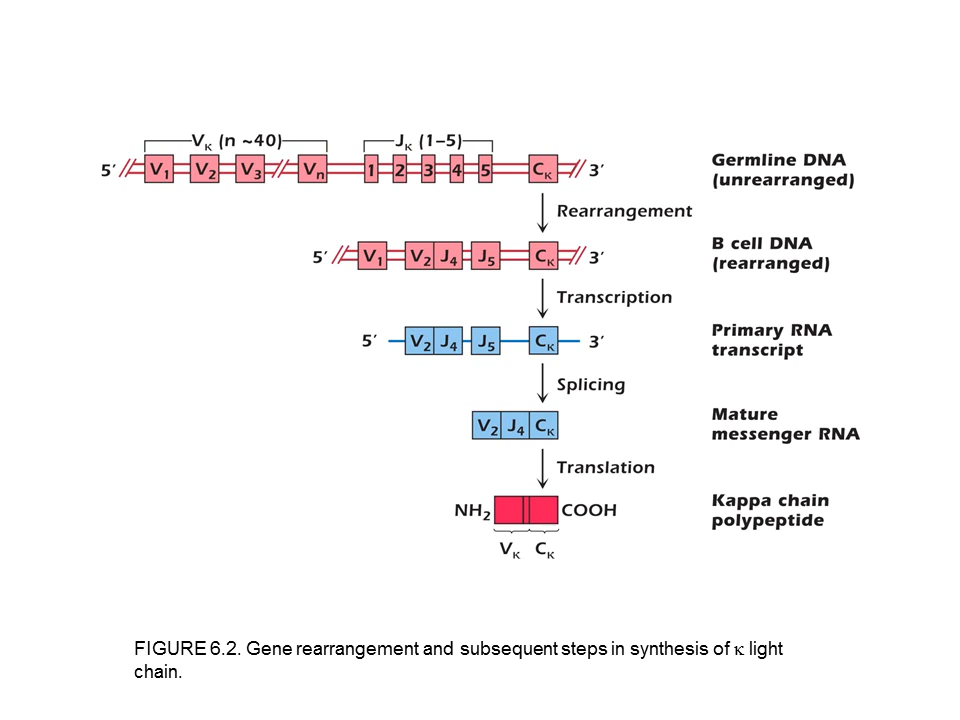 Vκ (n ~40) Jκ (1–5)
5′ V1 V2 V3 Vn 1 2 3 4 5 Cκ 3′
Germline DNA
(unrearranged)
Rearrangement
5′ V1 V2 J4 J5 Cκ 3′
B cell DNA
(rearranged)
Transcription
5′ V2 J4 J5 Cκ 3′
Primary RNA
transcript
Splicing
V2 J4 Cκ
Mature
messenger RNA
Translation
NH2 COOH
Kappa chain
polypeptide
Vκ Cκ
FIGURE 6.2. Gene rearrangement and subsequent steps in synthesis of κ light
chain.